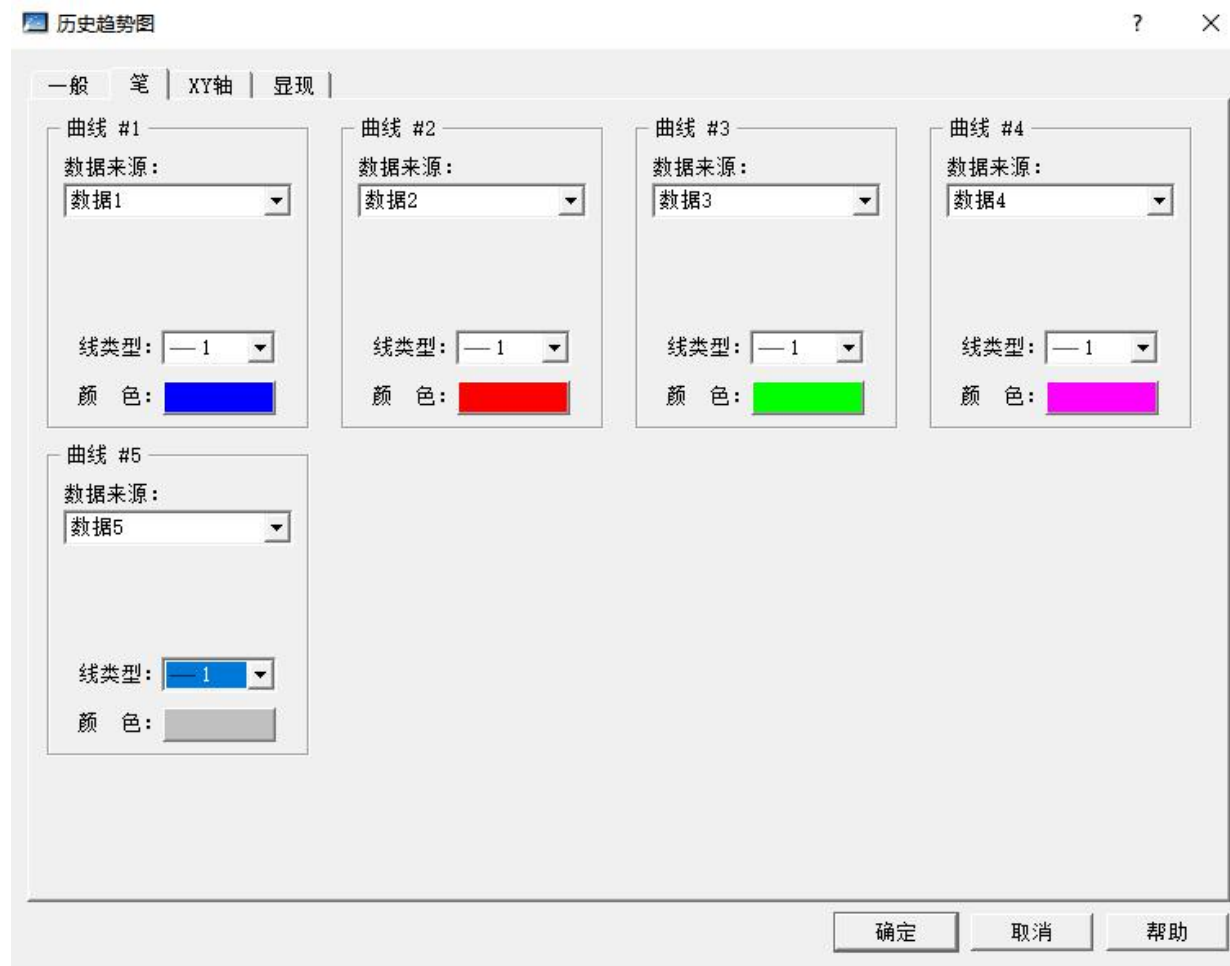 历史趋势图 ?
一般 笔 XY轴 显现
曲线 #1 曲线 #2 曲线 #3 曲线 #4
数据来源: 数据来源: 数据来源: 数据来源:
数据1 数据2 数据3 数据4
线类型: 1 线类型: 1 线类型: 1 线类型: 1
颜 色: 颜 色: 颜 色: 颜 色:
曲线 #5
数据来源:
数据5
线类型: 1
颜 色:
确定 取消 帮助